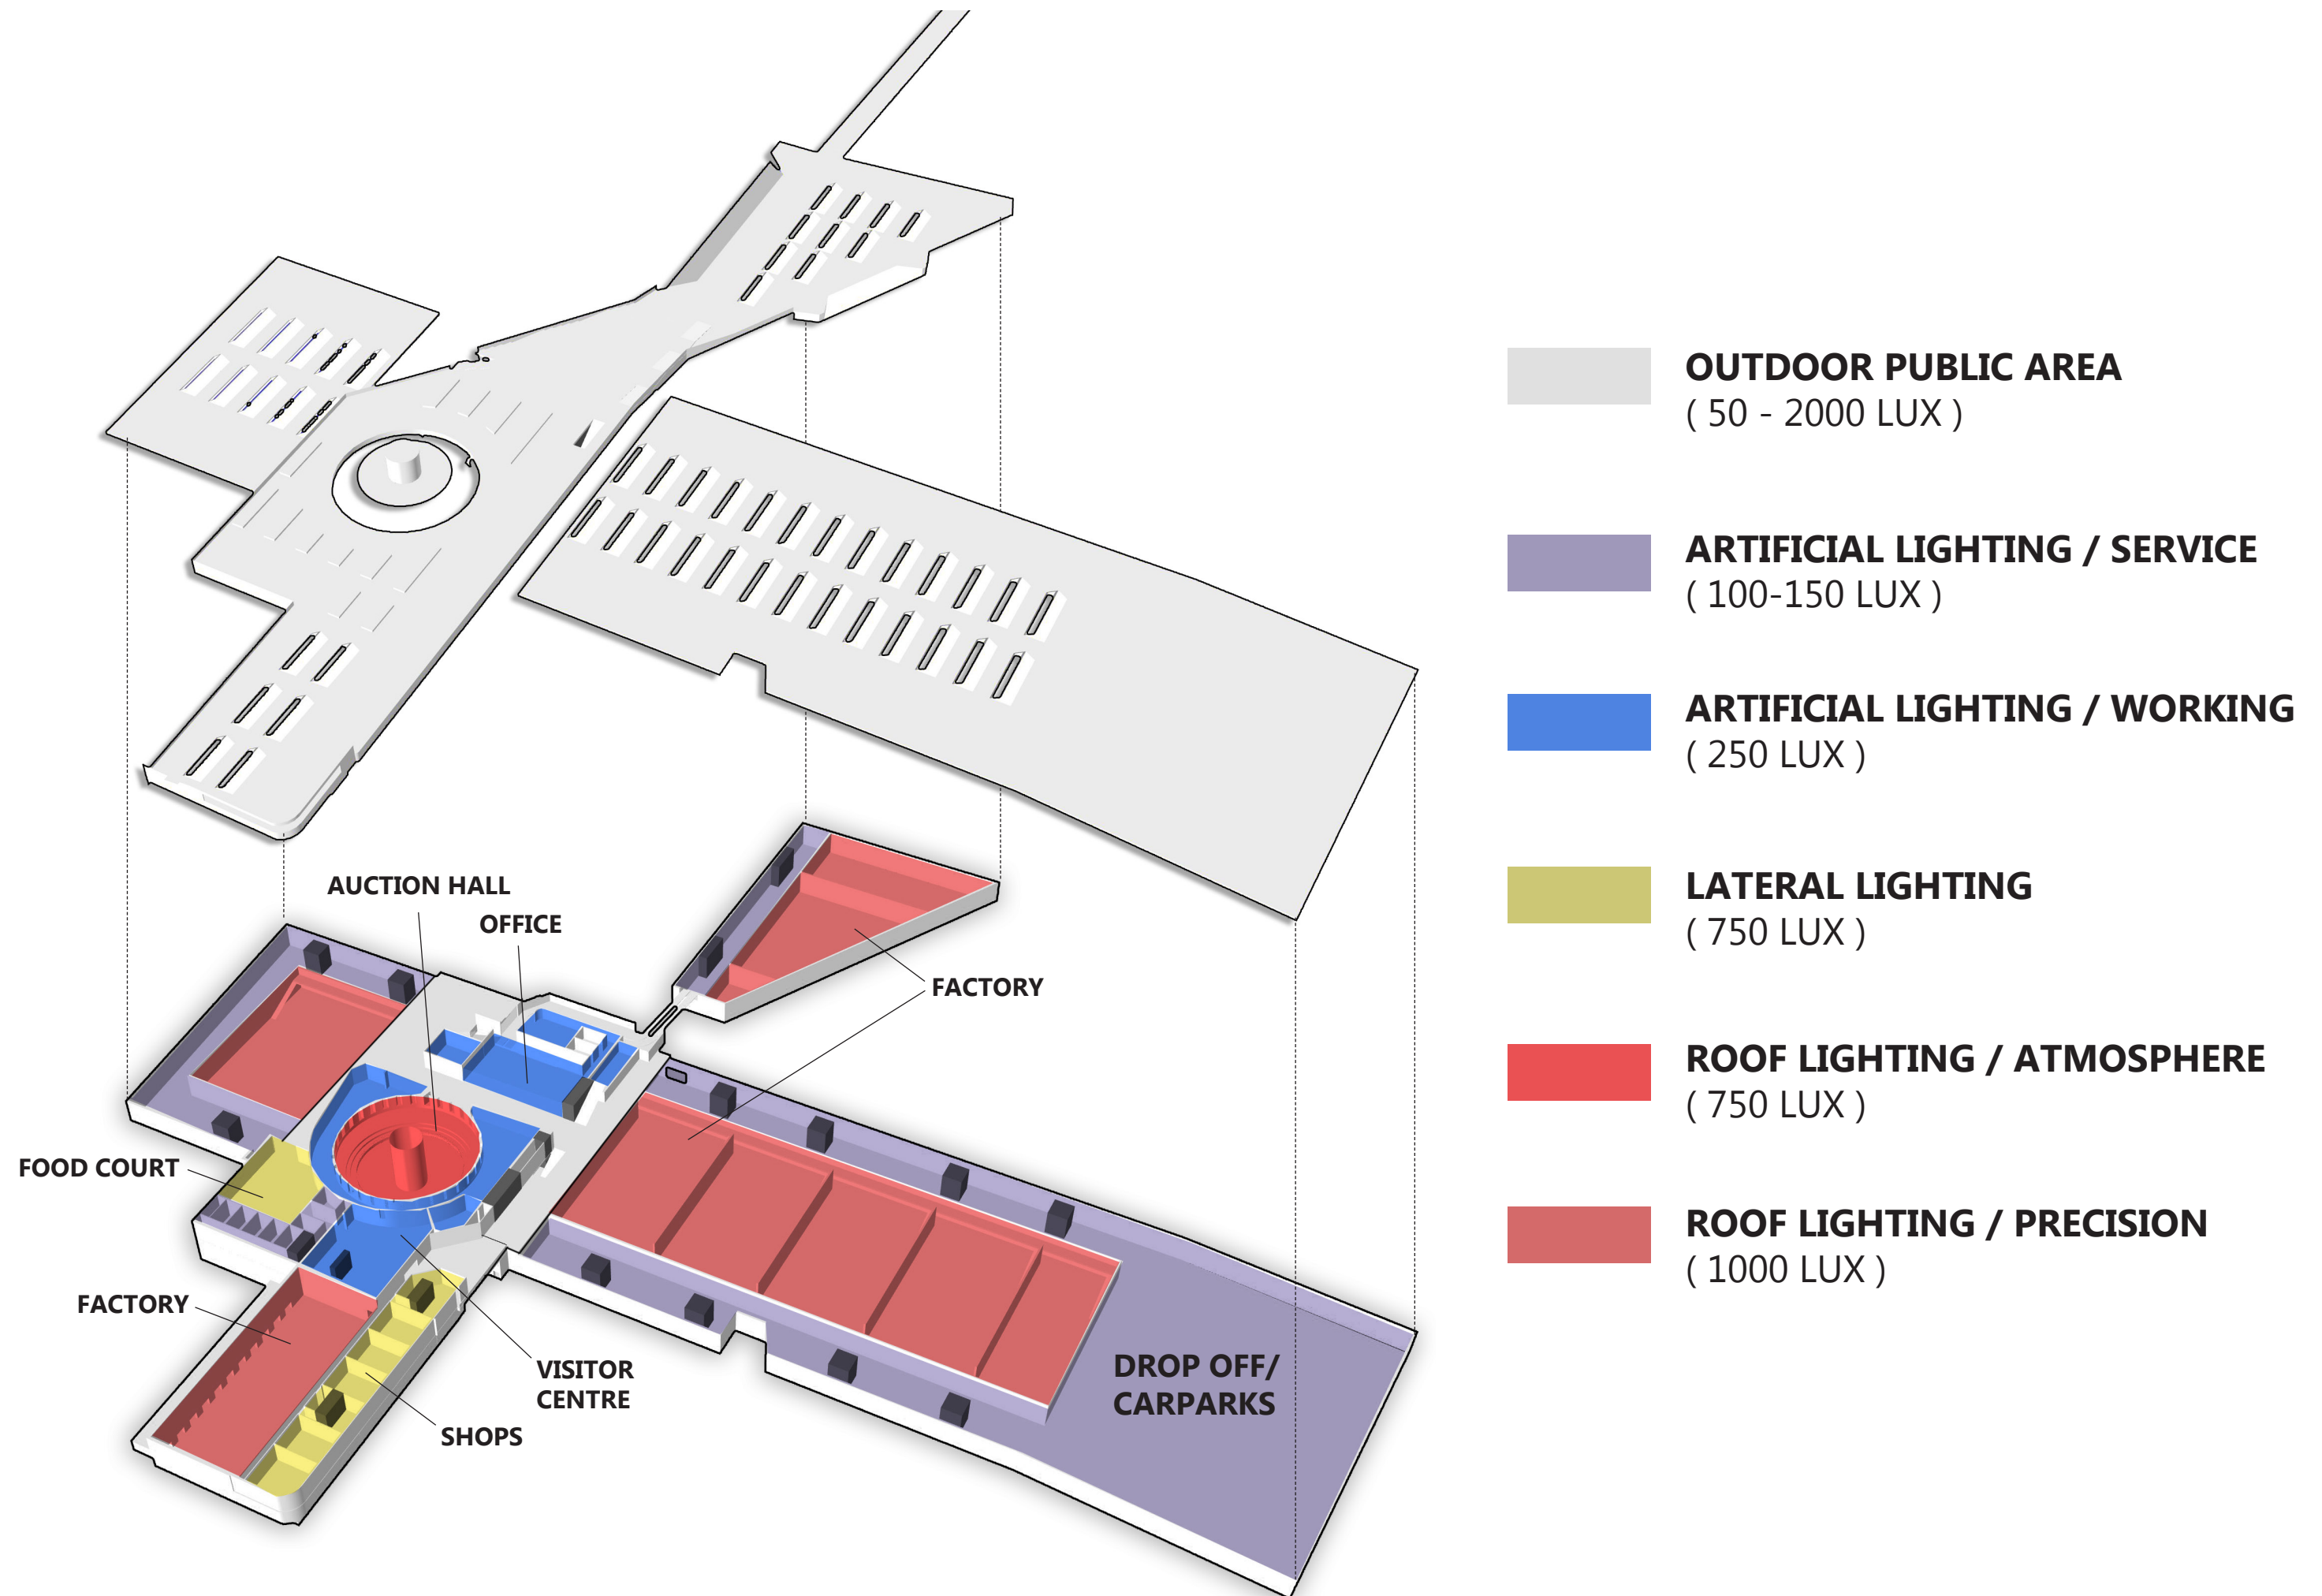 OUTDOOR PUBLIC AREA
( 50 - 2000 LUX )
ARTIFICIAL LIGHTING / SERVICE
( 100-150 LUX )
ARTIFICIAL LIGHTING / WORKING
( 250 LUX )
LATERAL LIGHTING
( 750 LUX )
ROOF LIGHTING / ATMOSPHERE
( 750 LUX )
ROOF LIGHTING / PRECISION
( 1000 LUX )
AUCTION HALL
OFFICE
FACTORY
FOOD COURT
FACTORY
VISITOR
CENTRE
SHOPS
DROP OFF/
CARPARKS